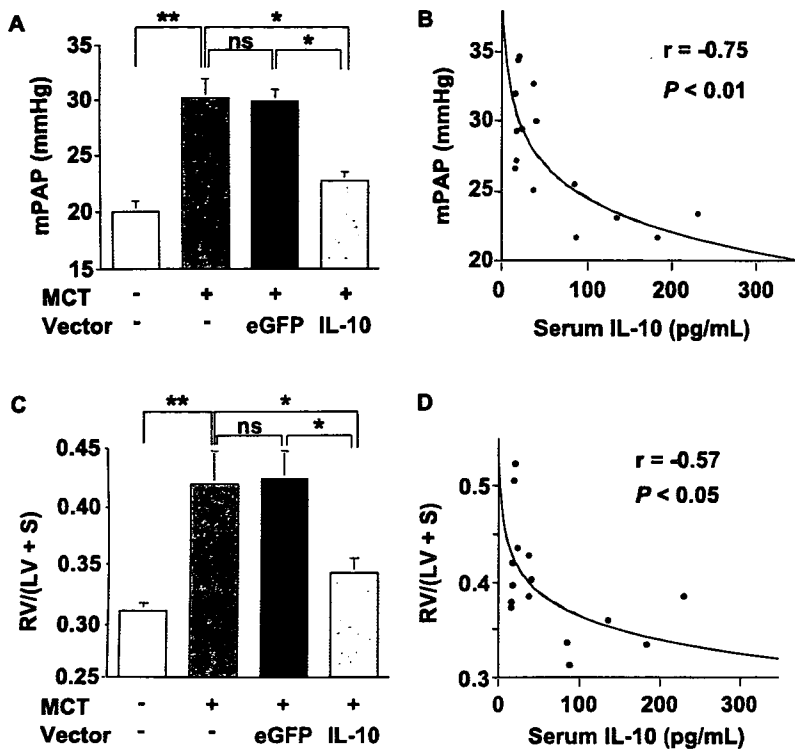 A
** *
ns *
mPAP (mmHg)
35
30
25
20
15
MCT - + + +
Vector - - eGFP IL-10
B
r = -0.75
P < 0.01
mPAP (mmHg)
35
30
25
20
0 100 200 300
Serum IL-10 (pg/mL)
C
** *
ns *
RV/(LV + S)
0.45
0.40
0.35
0.30
0.25
MCT - + + +
Vector - - eGFP IL-10
D
r = -0.57
P < 0.05
RV/(LV + S)
0.5
0.4
0.3
0 100 200 300
Serum IL-10 (pg/mL)